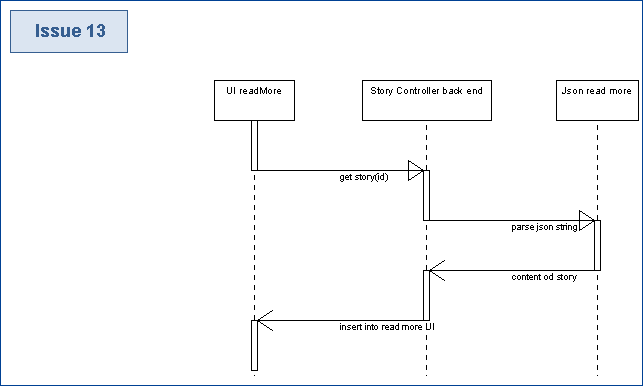 Issue 13
UI readMore
Story Controller back end
Json read more
get story(id)
parse json string
content od story
insert into read more UI